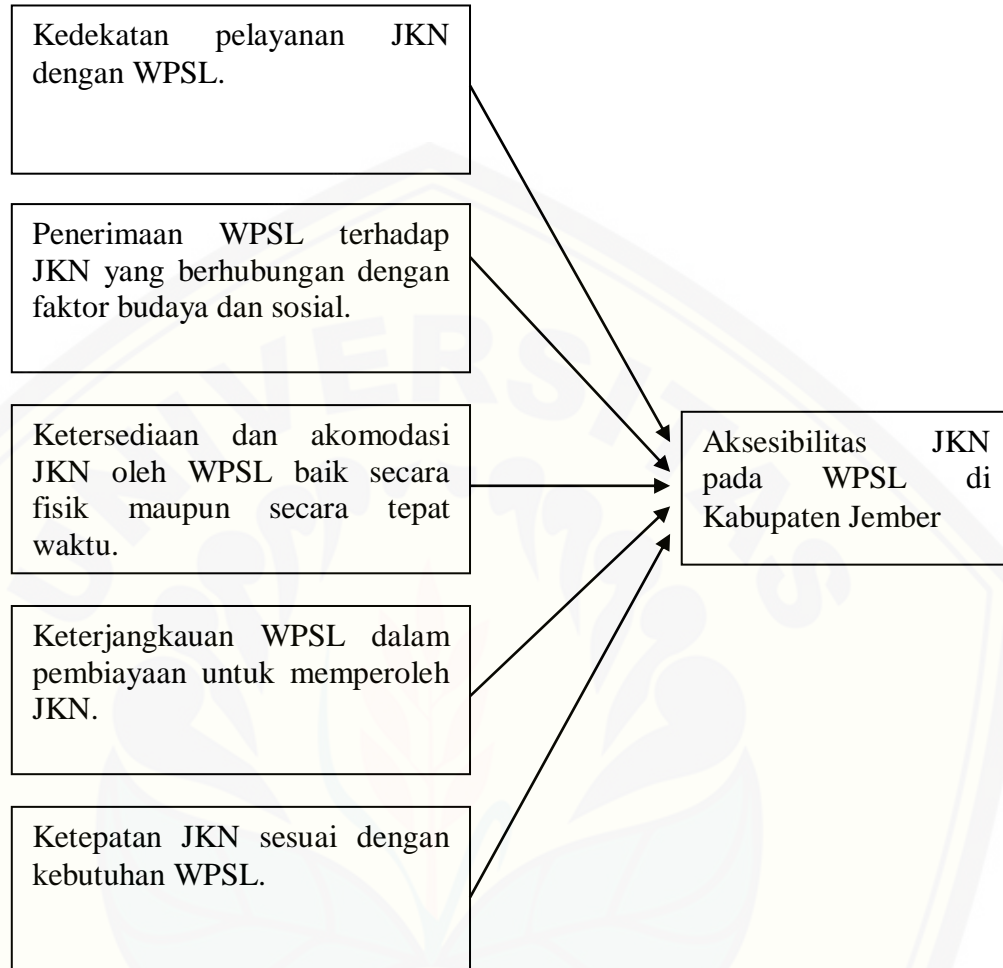 Kedekatan pelayanan JKN
dengan WPSL.
Penerimaan WPSL terhadap
JKN yang berhubungan dengan
faktor budaya dan sosial.
Ketersediaan dan akomodasi
JKN oleh WPSL baik secara
fisik maupun secara tepat
waktu.
Keterjangkauan WPSL dalam
pembiayaan untuk memperoleh
JKN.
Ketepatan JKN sesuai dengan
kebutuhan WPSL.
Aksesibilitas JKN
pada WPSL di
Kabupaten Jember
UNIVERSITAS